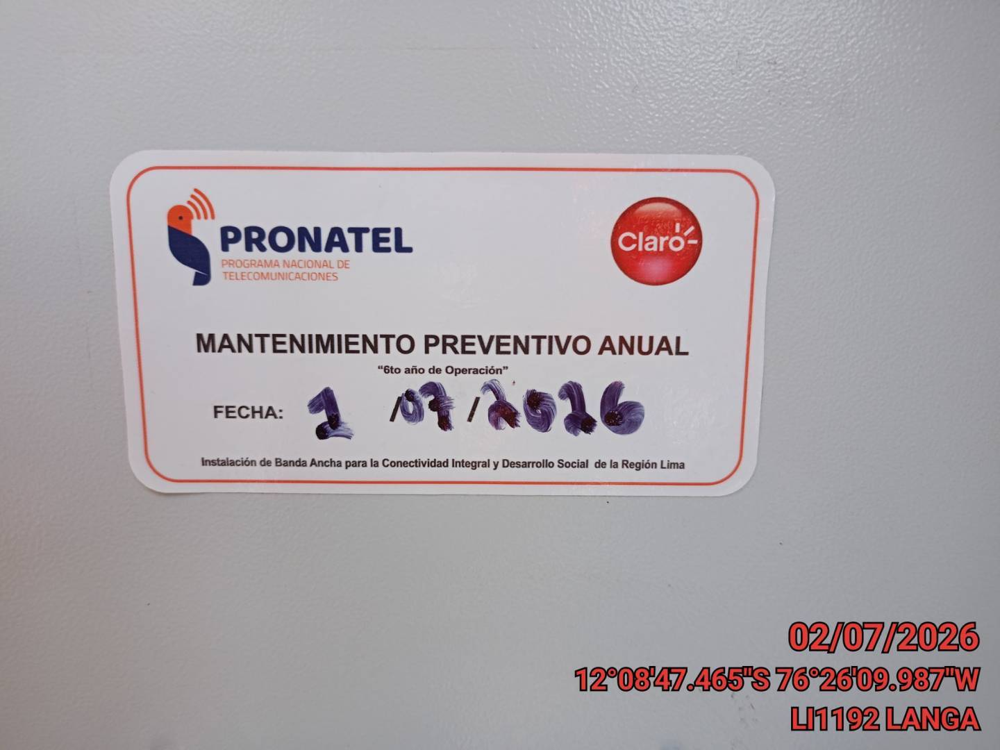 PRONATEL
PROGRAMA NACIONAL DE
TELECOMUNICACIONES
Claro
MANTENIMIENTO PREVENTIVO ANUAL
“6to año de Operación”
FECHA: 2 /07 /2026
Instalación de Banda Ancha para la Conectividad Integral y Desarrollo Social de la Región Lima
02/07/2026
12°08'47.465"S 76°26'09.987"W
LI1192 LANGA